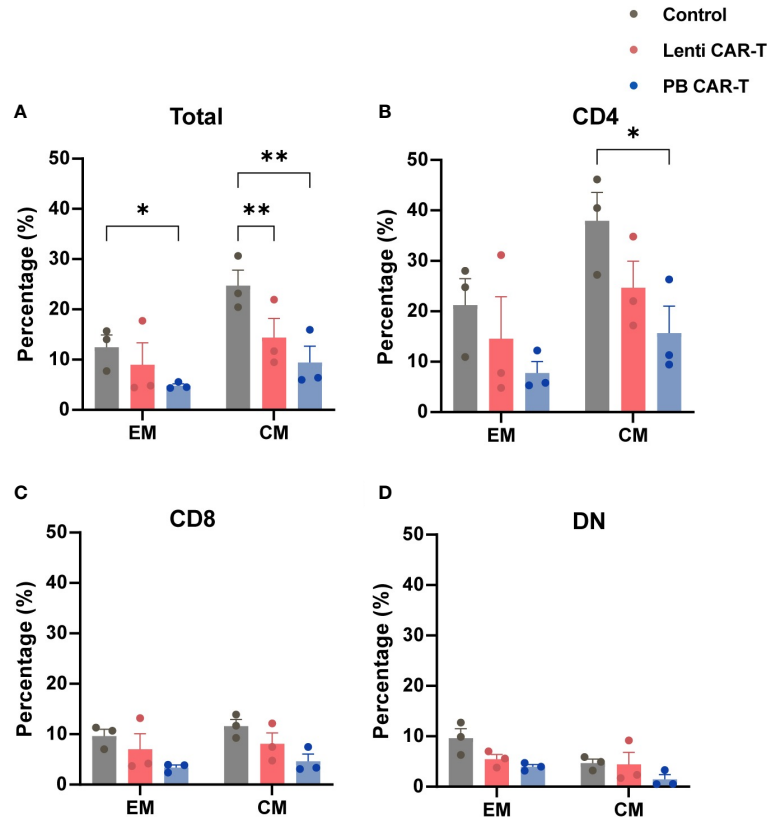 Control
Lenti CAR-T
PB CAR-T
A
Total
Percentage (%)
50
40
30
20
10
0
*
**
**
EM
CM
B
CD4
Percentage (%)
50
40
30
20
10
0
*
EM
CM
C
CD8
Percentage (%)
50
40
30
20
10
0
EM
CM
D
DN
Percentage (%)
50
40
30
20
10
0
EM
CM